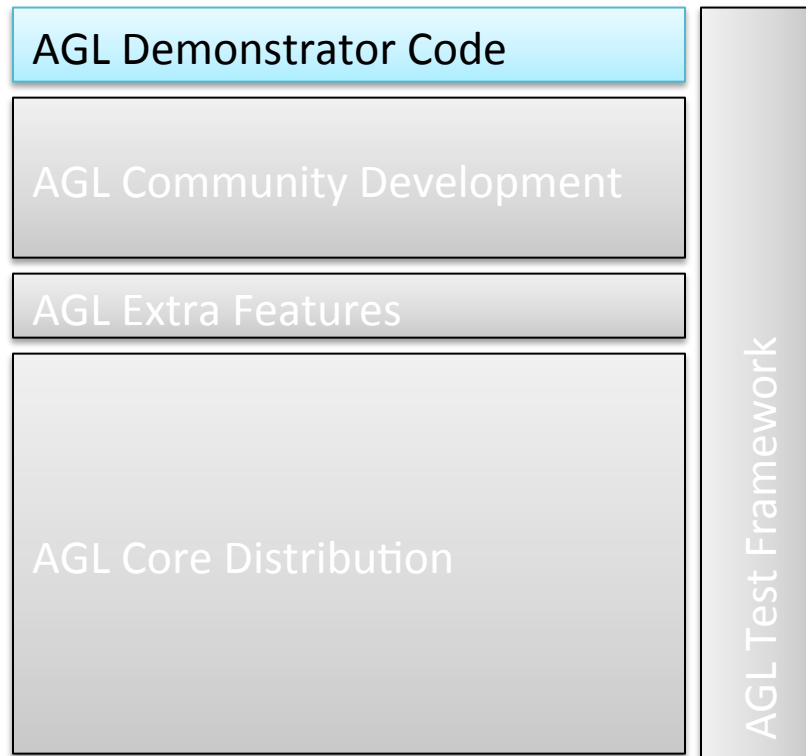 AGL Demonstrator Code
AGL Community Development
AGL Extra Features
AGL Core Distribution
AGL Test Framework